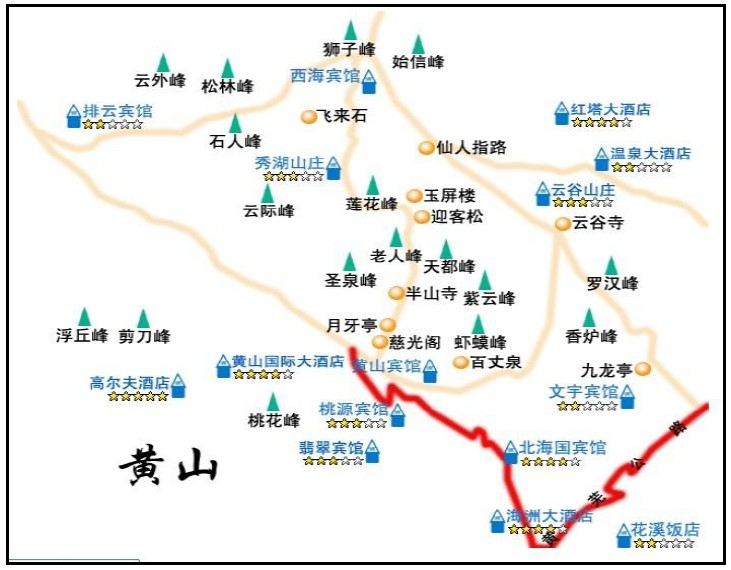 狮子峰
始信峰
云外峰
松林峰
西海宾馆
排云宾馆
飞来石
红塔大酒店
石人峰
仙人指路
温泉大酒店
秀湖山庄
云际峰
莲花峰
玉屏楼
迎客松
云谷山庄
云谷寺
老人峰
天都峰
圣泉峰
半山寺
紫云峰
罗汉峰
浮丘峰
剪刀峰
月牙亭
慈光阁
虾蟆峰
香炉峰
黄山国际大酒店
黄山宾馆
百丈泉
九龙亭
高尔夫酒店
文宇宾馆
桃花峰
桃源宾馆
翡翠宾馆
北海国宾馆
黄山
海洲大酒店
花溪饭店
黄芜公路